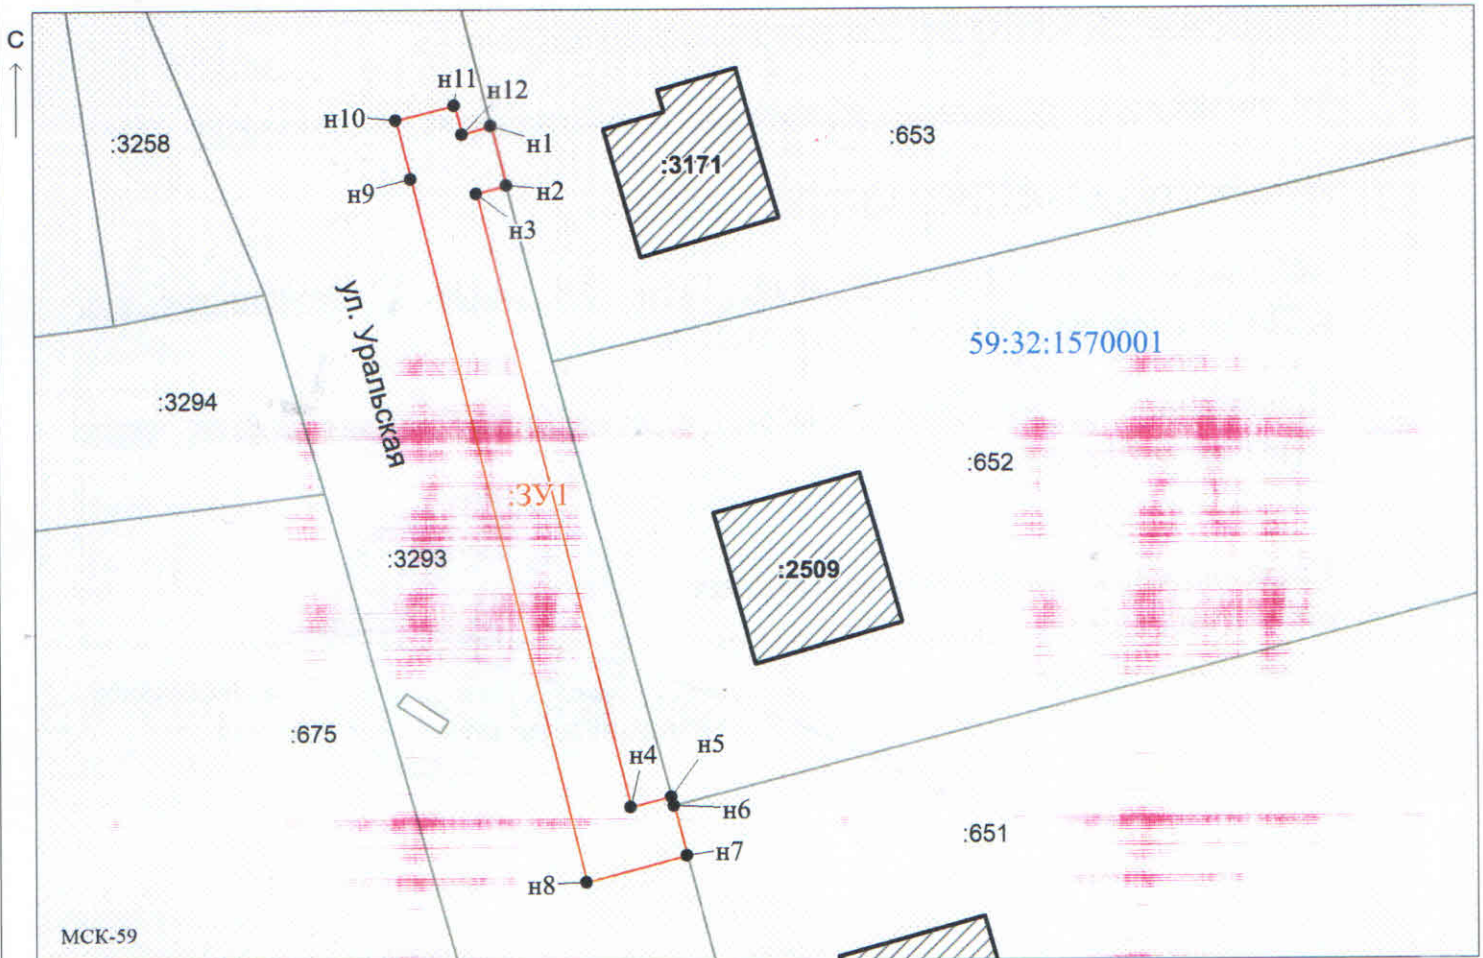 С
н11
н12
н10
:3258
н1
:653
:3171
н9
н2
н3
ул. Уральская
59:32:1570001
:3294
:652
:ЗУ1
:3293
:2509
:675
н5
н4
н6
:651
н7
н8
МСК-59